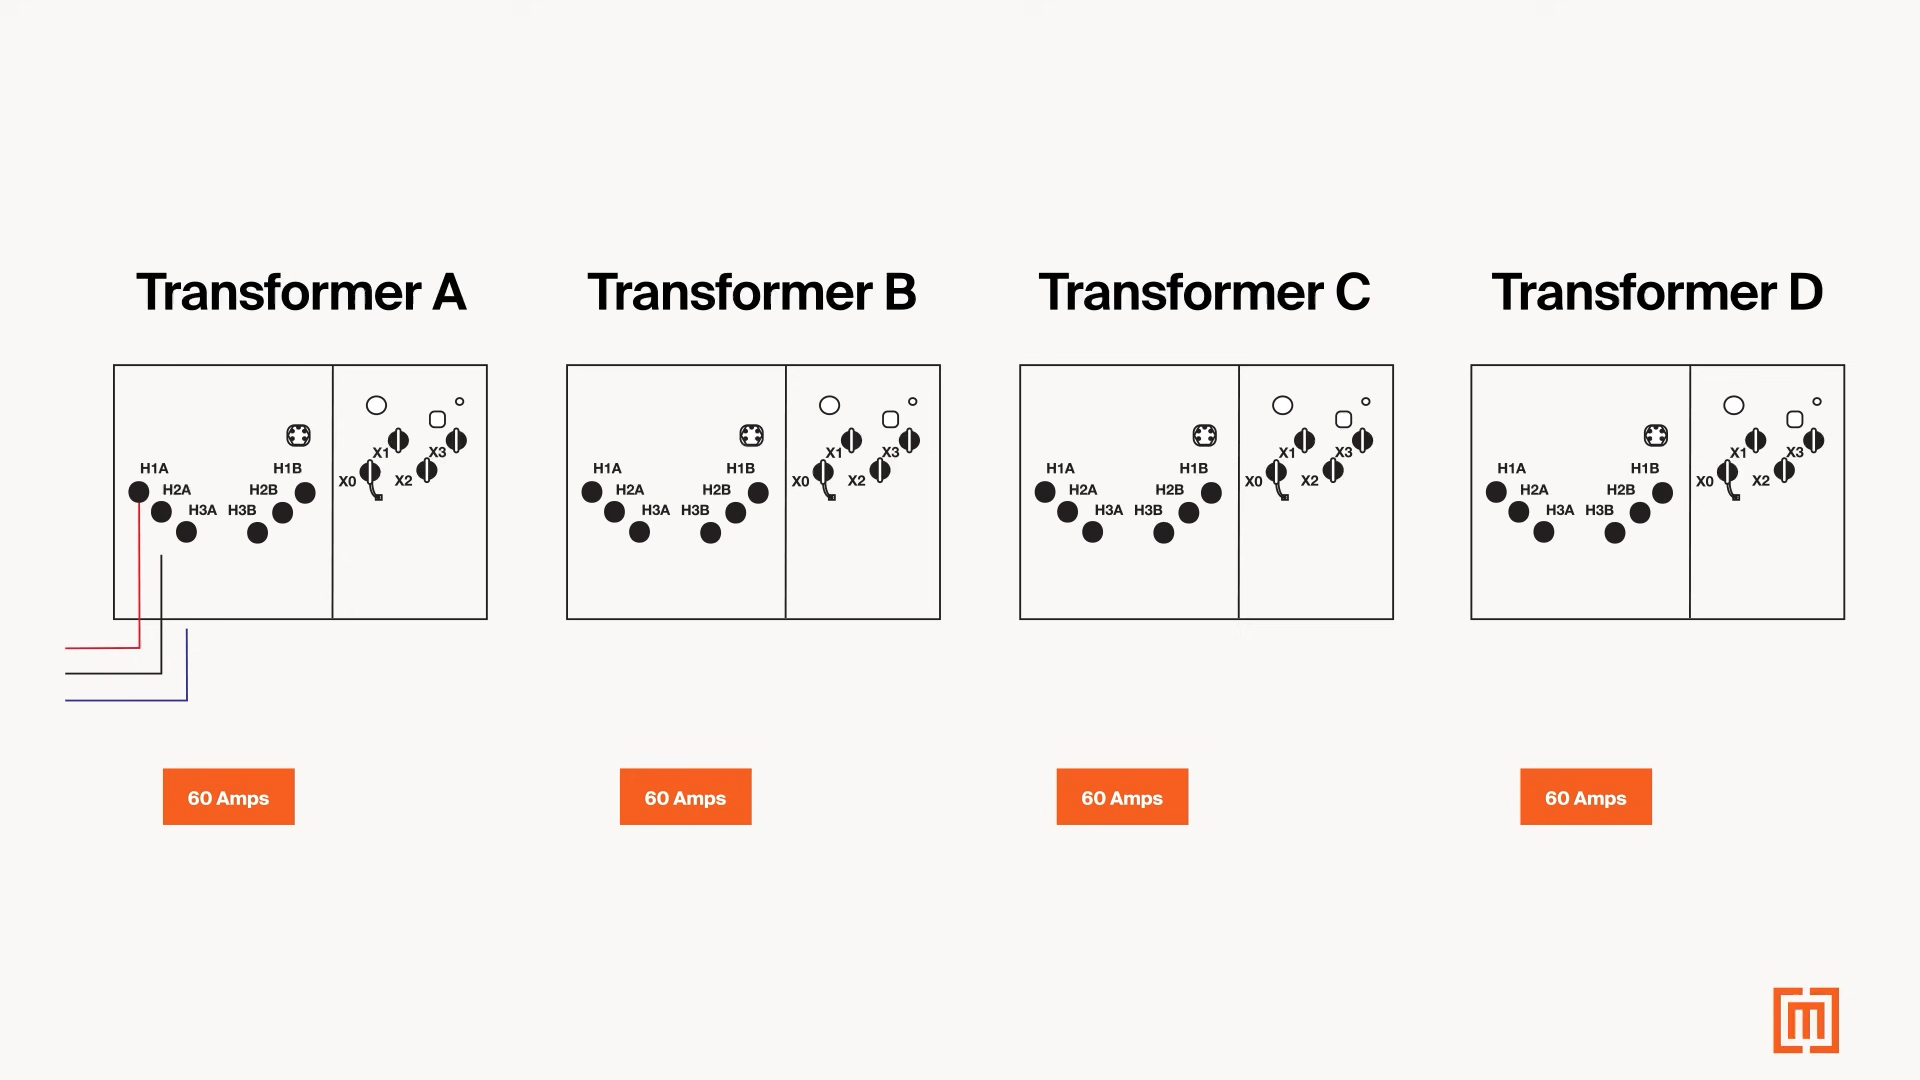 Transformer A
Transformer B
Transformer C
Transformer D
H1A
H2A
H3A
H3B
H2B
H1B
X0
X1
X2
X3
H1A
H2A
H3A
H3B
H2B
H1B
X0
X1
X2
X3
H1A
H2A
H3A
H3B
H2B
H1B
X0
X1
X2
X3
H1A
H2A
H3A
H3B
H2B
H1B
X0
X1
X2
X3
60 Amps
60 Amps
60 Amps
60 Amps